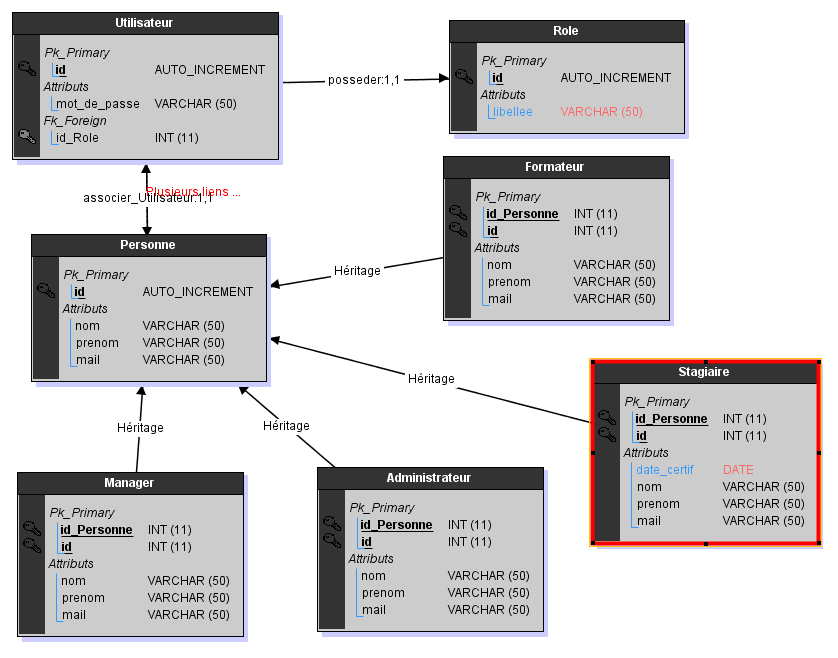 Utilisateur
Pk_Primary
id AUTO_INCREMENT
Attributs
mot_de_passe VARCHAR (50)
Fk_Foreign
id_Role INT (11)
posseder:1,1
Role
Pk_Primary
id AUTO_INCREMENT
Attributs
libellee VARCHAR (50)
Plusieurs liens ...
associer_Utilisateur:1,1
Personne
Pk_Primary
id AUTO_INCREMENT
Attributs
nom VARCHAR (50)
prenom VARCHAR (50)
mail VARCHAR (50)
Héritage
Formateur
Pk_Primary
id_Personne INT (11)
id INT (11)
Attributs
nom VARCHAR (50)
prenom VARCHAR (50)
mail VARCHAR (50)
Héritage
Stagiaire
Pk_Primary
id_Personne INT (11)
id INT (11)
Attributs
date_certif DATE
nom VARCHAR (50)
prenom VARCHAR (50)
mail VARCHAR (50)
Héritage
Héritage
Manager
Pk_Primary
id_Personne INT (11)
id INT (11)
Attributs
nom VARCHAR (50)
prenom VARCHAR (50)
mail VARCHAR (50)
Administrateur
Pk_Primary
id_Personne INT (11)
id INT (11)
Attributs
nom VARCHAR (50)
prenom VARCHAR (50)
mail VARCHAR (50)